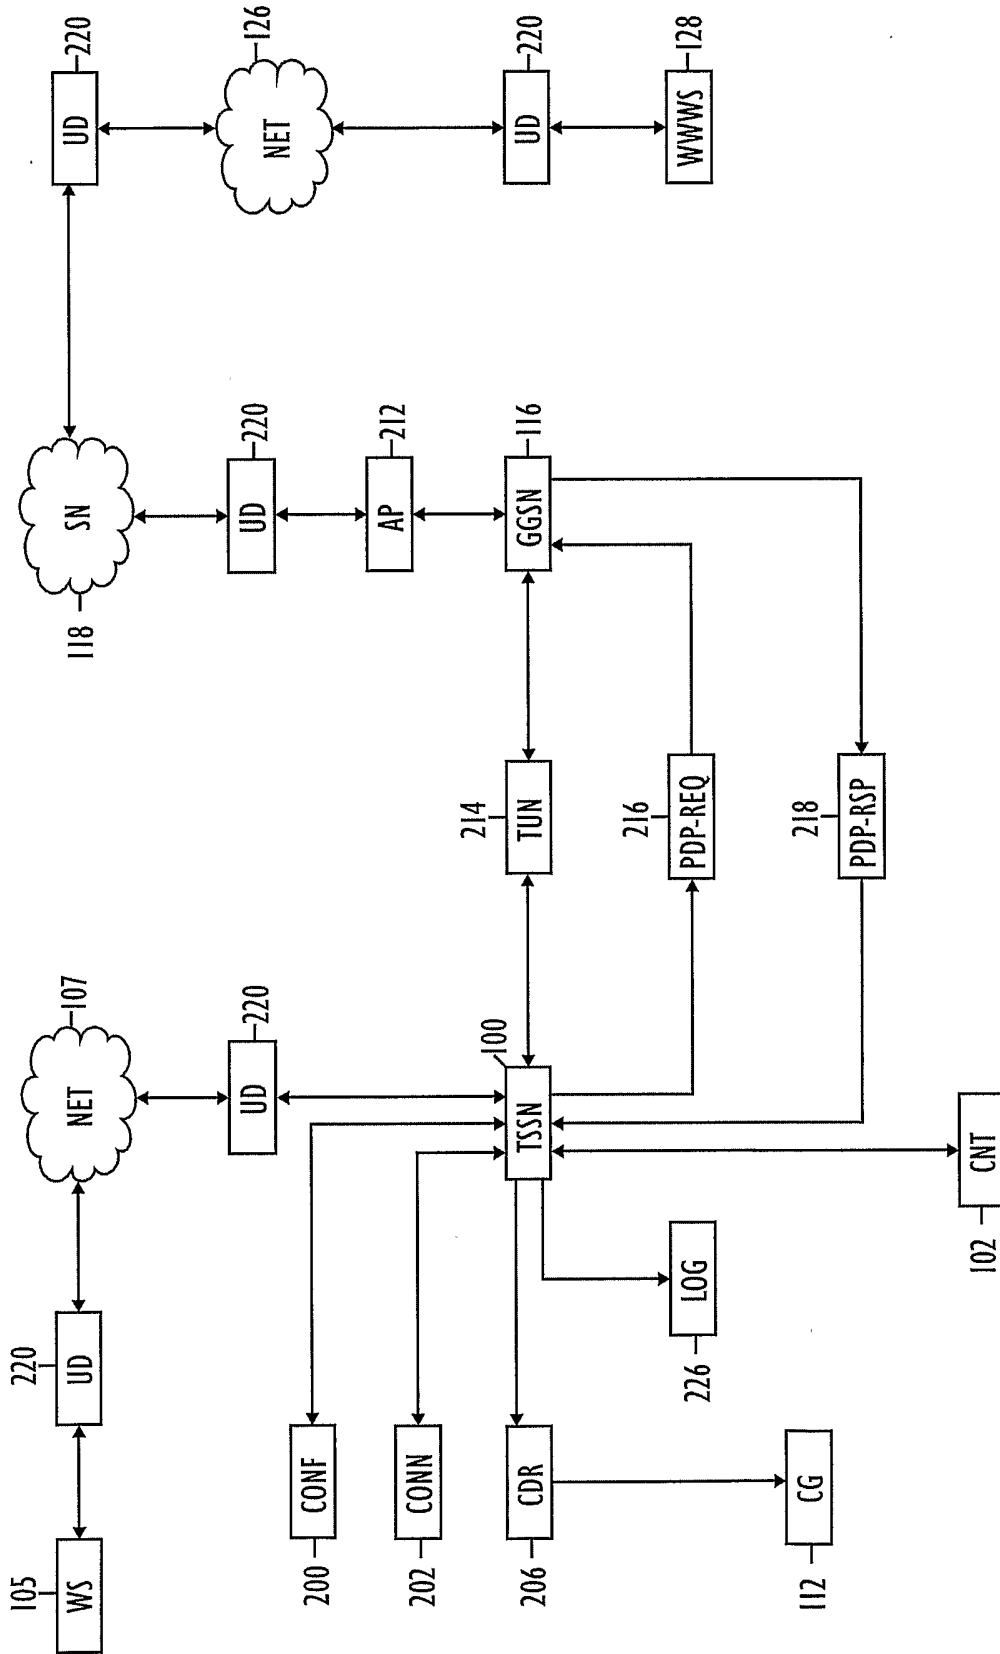 105
WS
220
UD
NET
107
118
SN
UD
220
UD
220
UD
220
NET
126
200
CONF
AP
212
202
CONN
206
CDR
100
TSSN
214
TUN
GGSN
116
UD
220
226
LOG
216
PDP-REQ
WWWS
128
112
CG
218
PDP-RSP
102
CNT